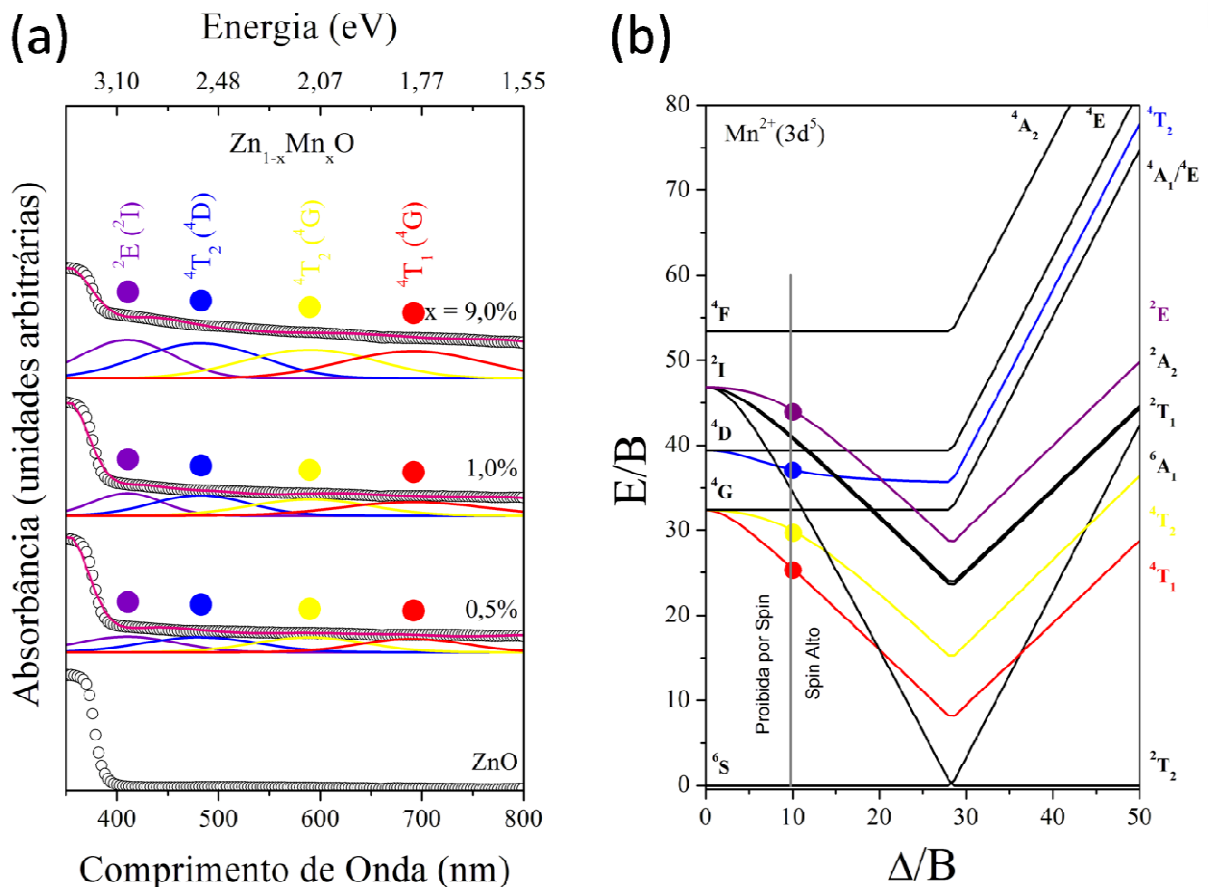 (a)
Energia (eV)
3,10 2,48 2,07 1,77 1,55
Zn₁₋ₓMnₓO
²E (²I)
⁴T₂ (⁴D)
⁴T₂ (⁴G)
⁴T₁ (⁴G)
x = 9,0%
1,0%
0,5%
ZnO
Absorbância (unidades arbitrárias)
400 500 600 700 800
Comprimento de Onda (nm)
(b)
80
70
60
50
40
30
20
10
0
E/B
Mn²⁺(3d⁵)
⁴A₂
⁴E
⁴T₂
⁴A₁/⁴E
²E
²A₂
²T₁
⁶A₁
⁴T₂
⁴T₁
²T₂
⁴F
²I
⁴D
⁴G
⁶S
Proibida por Spin
Spin Alto
0 10 20 30 40 50
Δ/B